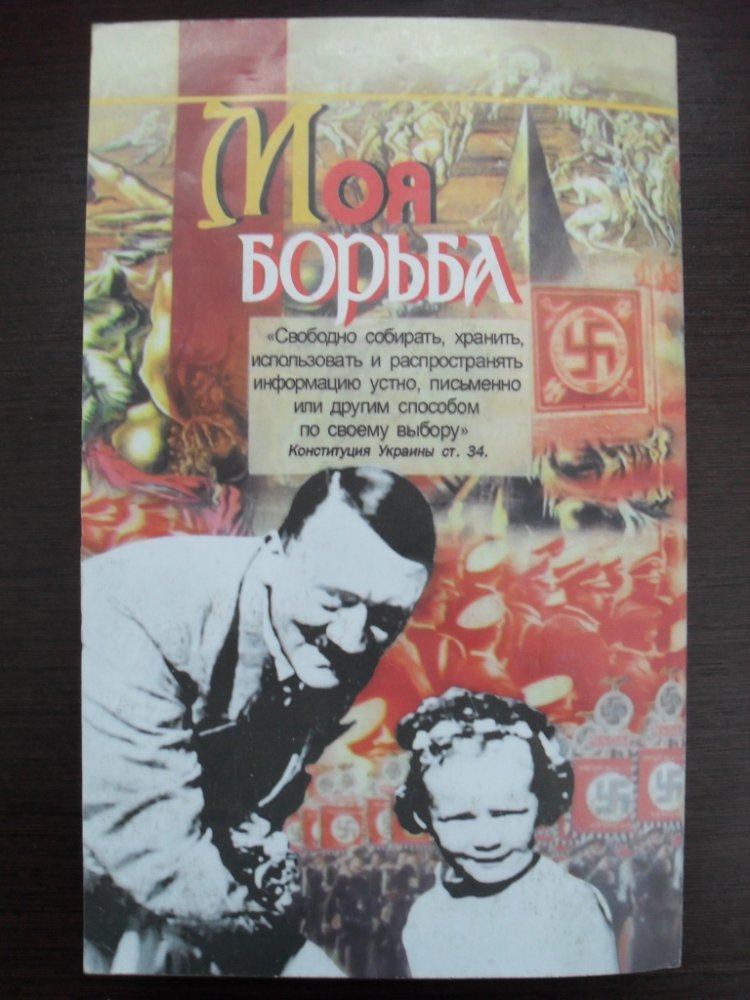 Моя
БОРЬБА
«Свободно собирать, хранить,
использовать и распространять
информацию устно, письменно
или другим способом
по своему выбору»
Конституция Украины ст. 34.